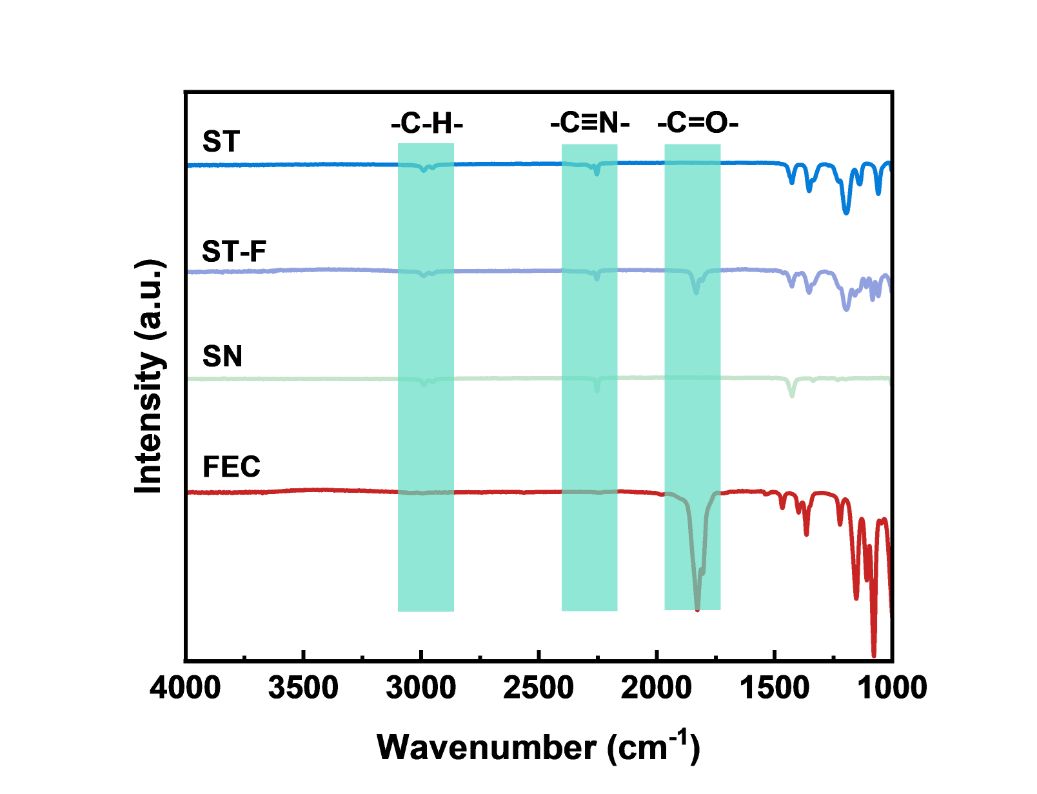 -C-H- -C≡N- -C=O-
ST
ST-F
SN
FEC
Intensity (a.u.)
4000 3500 3000 2500 2000 1500 1000
Wavenumber (cm⁻¹)